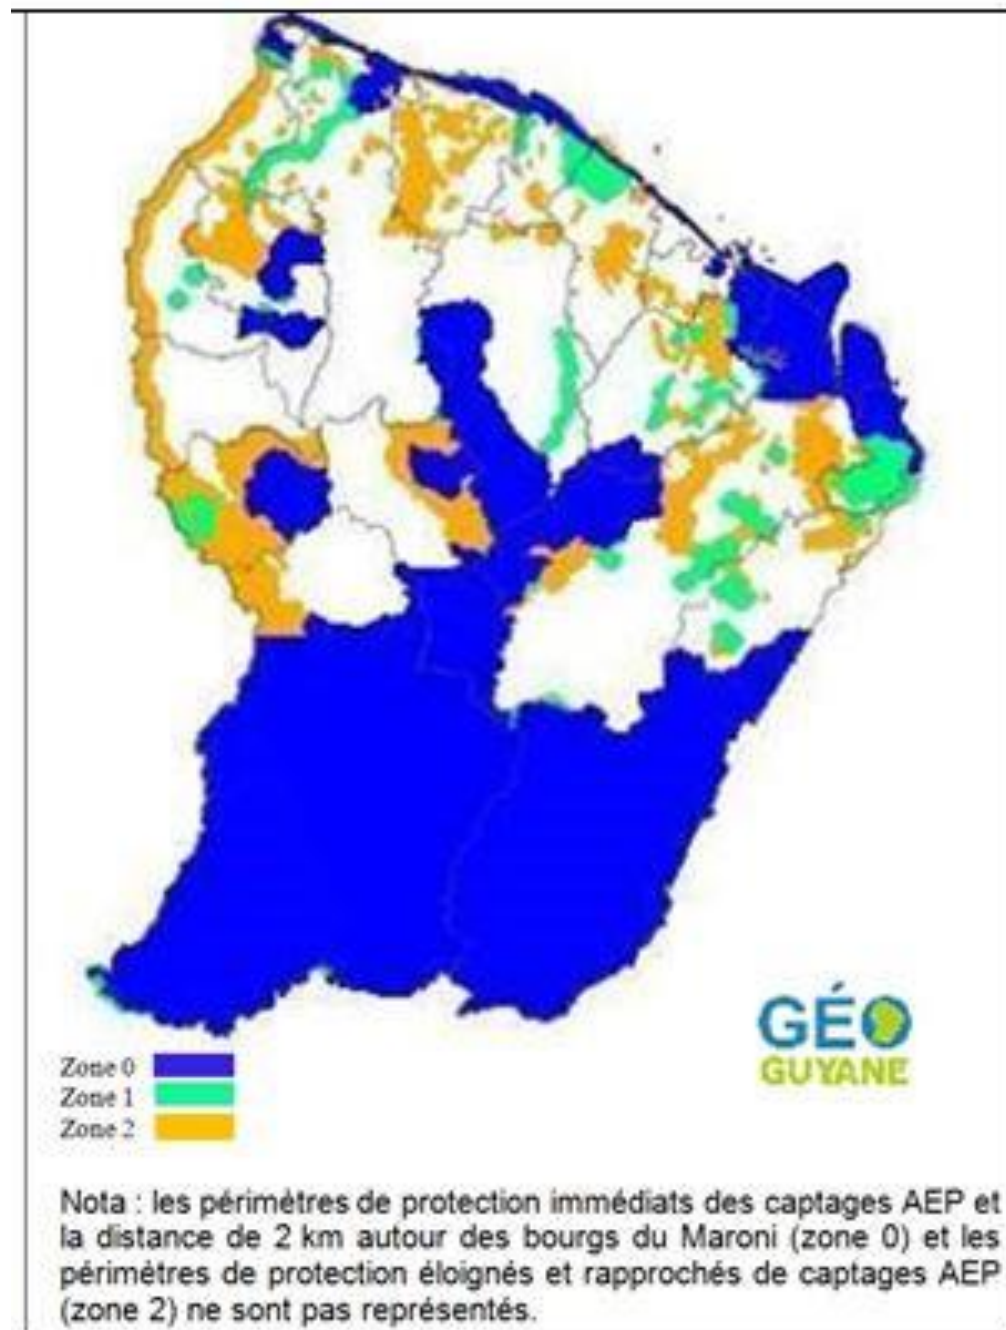 GÉO
GUYANE
Zone 0
Zone 1
Zone 2
Nota : les périmètres de protection immédiats des captages AEP et
la distance de 2 km autour des bourgs du Maroni (zone 0) et les
périmètres de protection éloignés et rapprochés de captages AEP
(zone 2) ne sont pas représentés.